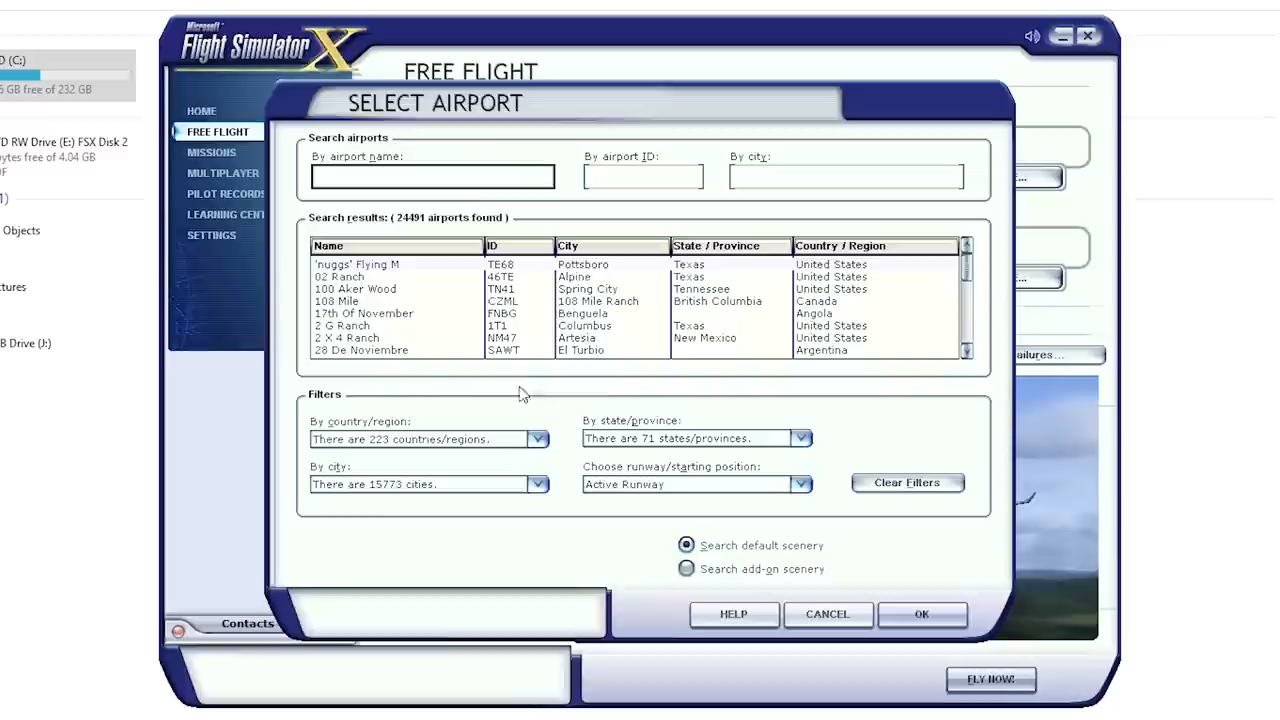 D (C:)
GB free of 232 GB
D RW Drive (E:) FSX Disk 2
bytes free of 4.04 GB
Objects
ctures
B Drive (J:)
Microsoft
Flight Simulator X
FREE FLIGHT
HOME
FREE FLIGHT
MISSIONS
MULTIPLAYER
PILOT RECORDS
LEARNING CENT
SETTINGS
SELECT AIRPORT
Search airports
By airport name: By airport ID: By city:
Search results: ( 24491 airports found )
Name ID City State / Province Country / Region
'nuggs' Flying M TE68 Pottsboro Texas United States
02 Ranch 46TE Alpine Texas United States
100 Aker Wood TN41 Spring City Tennessee United States
108 Mile CZML 108 Mile Ranch British Columbia Canada
17th Of November FNBG Benguela Angola
2 G Ranch 1T1 Columbus Texas United States
2 X 4 Ranch NM47 Artesia New Mexico United States
28 De Noviembre SAWT El Turbio Argentina
Filters
By country/region: By state/province:
There are 223 countries/regions. There are 71 states/provinces.
By city: Choose runway/starting position:
There are 15773 cities. Active Runway Clear Filters
Search default scenery
Search add-on scenery
HELP CANCEL OK
ailures...
Contacts
FLY NOW!